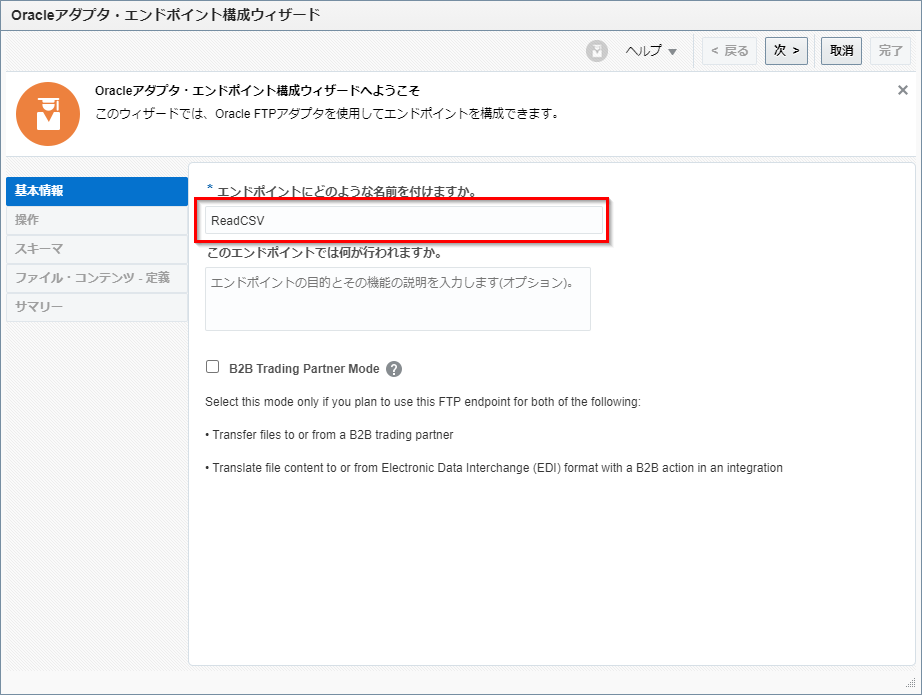 Oracleアダプタ・エンドポイント構成ウィザード
ヘルプ
< 戻る
次 >
取消
完了
Oracleアダプタ・エンドポイント構成ウィザードへようこそ
このウィザードでは、Oracle FTPアダプタを使用してエンドポイントを構成できます。
基本情報
操作
スキーマ
ファイル・コンテンツ - 定義
サマリー
* エンドポイントにどのような名前を付けますか。
ReadCSV
このエンドポイントでは何が行われますか。
エンドポイントの目的とその機能の説明を入力します(オプション)。
B2B Trading Partner Mode ?
Select this mode only if you plan to use this FTP endpoint for both of the following:
• Transfer files to or from a B2B trading partner
• Translate file content to or from Electronic Data Interchange (EDI) format with a B2B action in an integration